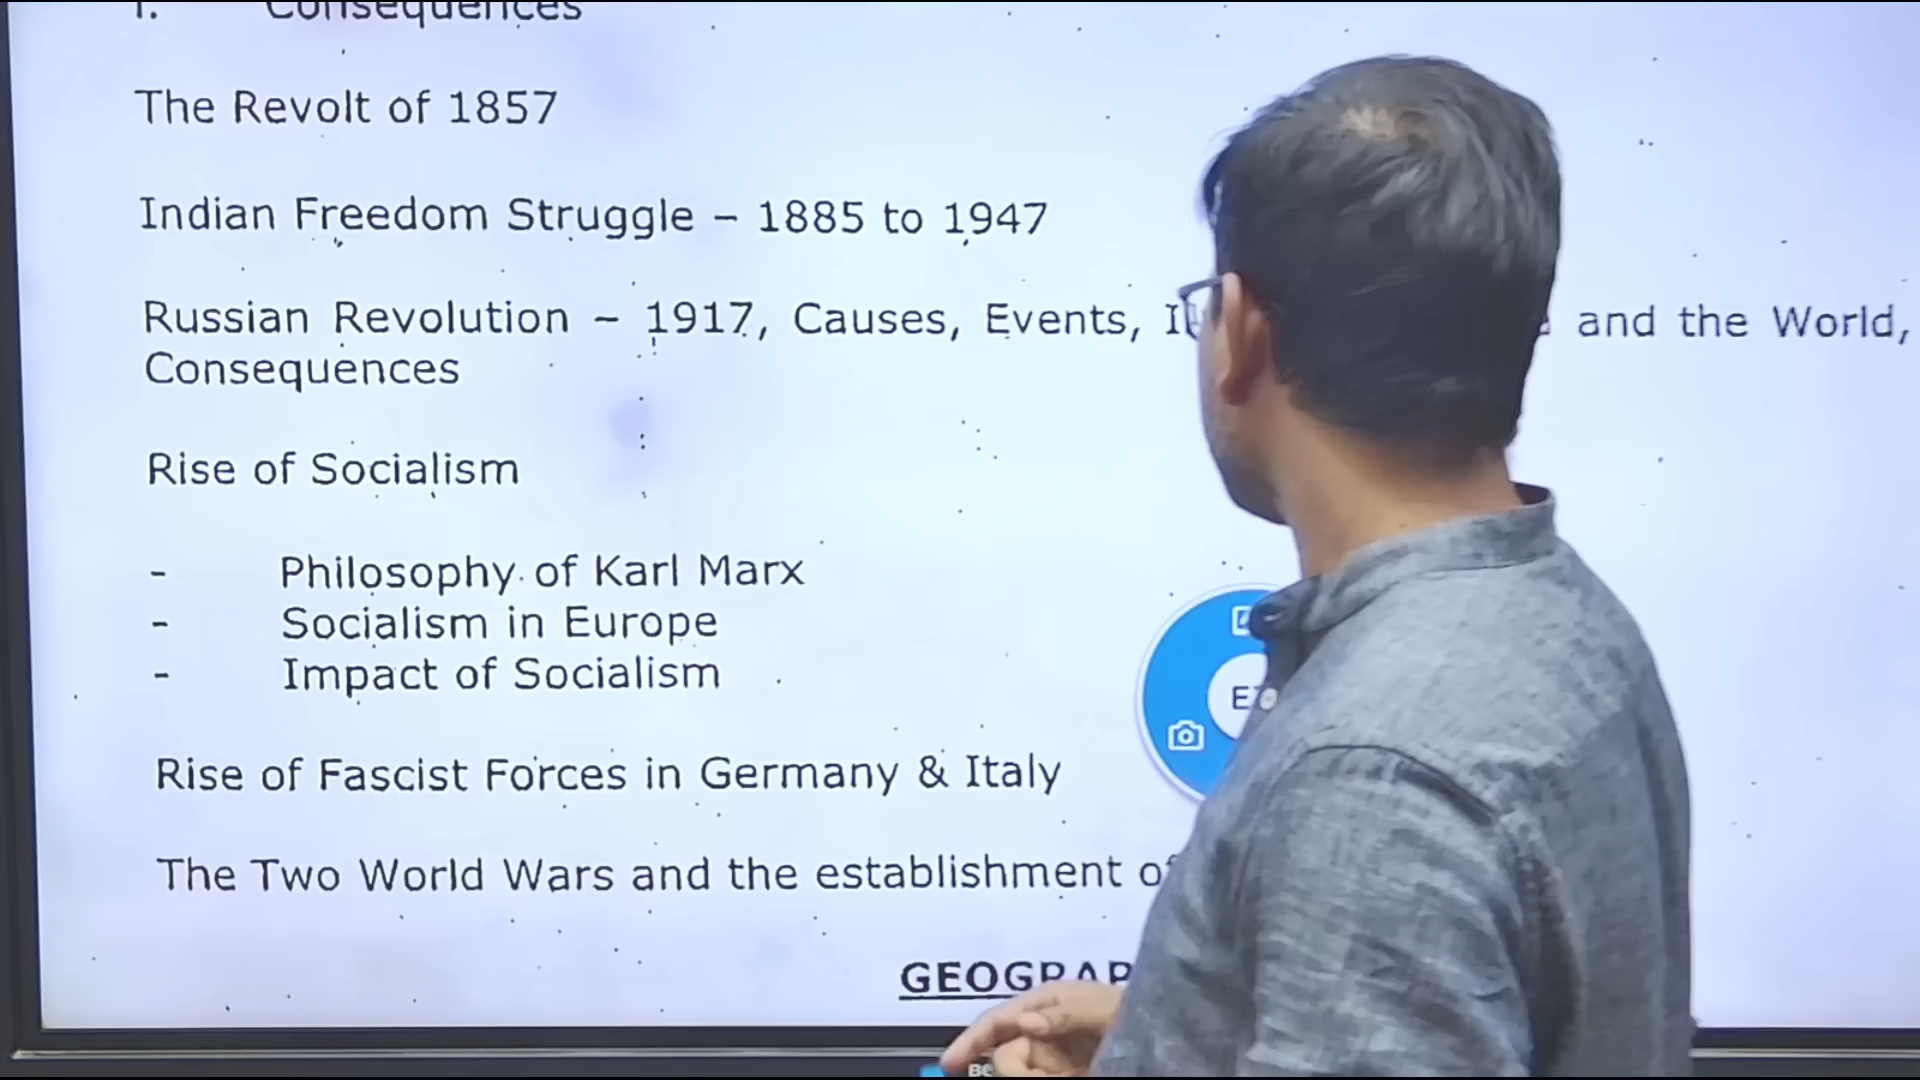 I. Consequences
The Revolt of 1857
Indian Freedom Struggle – 1885 to 1947
Russian Revolution – 1917, Causes, Events, and the World,
Consequences
Rise of Socialism
- Philosophy of Karl Marx
- Socialism in Europe
- Impact of Socialism
Rise of Fascist Forces in Germany & Italy
The Two World Wars and the establishment of